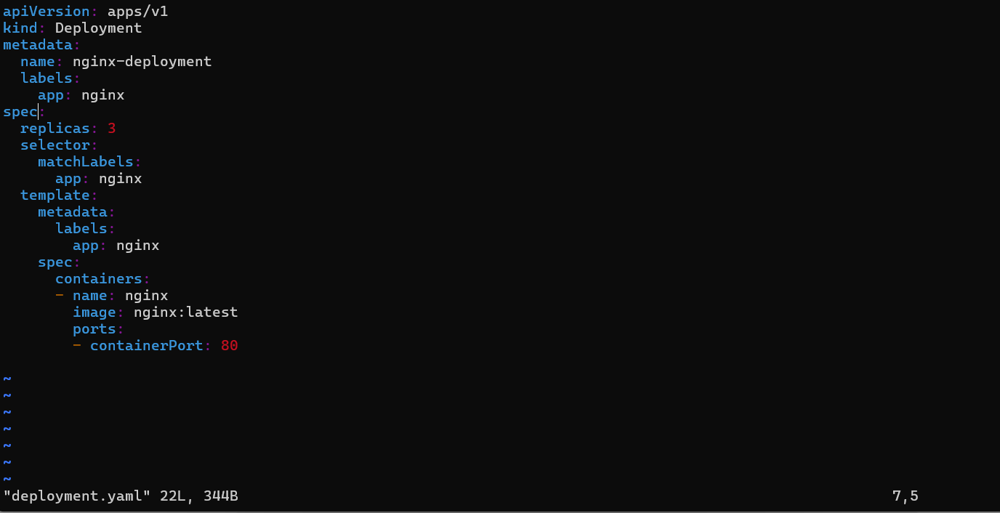 apiVersion: apps/v1
kind: Deployment
metadata:
  name: nginx-deployment
  labels:
    app: nginx
spec:
  replicas: 3
  selector:
    matchLabels:
      app: nginx
  template:
    metadata:
      labels:
        app: nginx
    spec:
      containers:
      - name: nginx
        image: nginx:latest
        ports:
        - containerPort: 80
~
~
~
~
~
~
~
"deployment.yaml" 22L, 344B 7,5